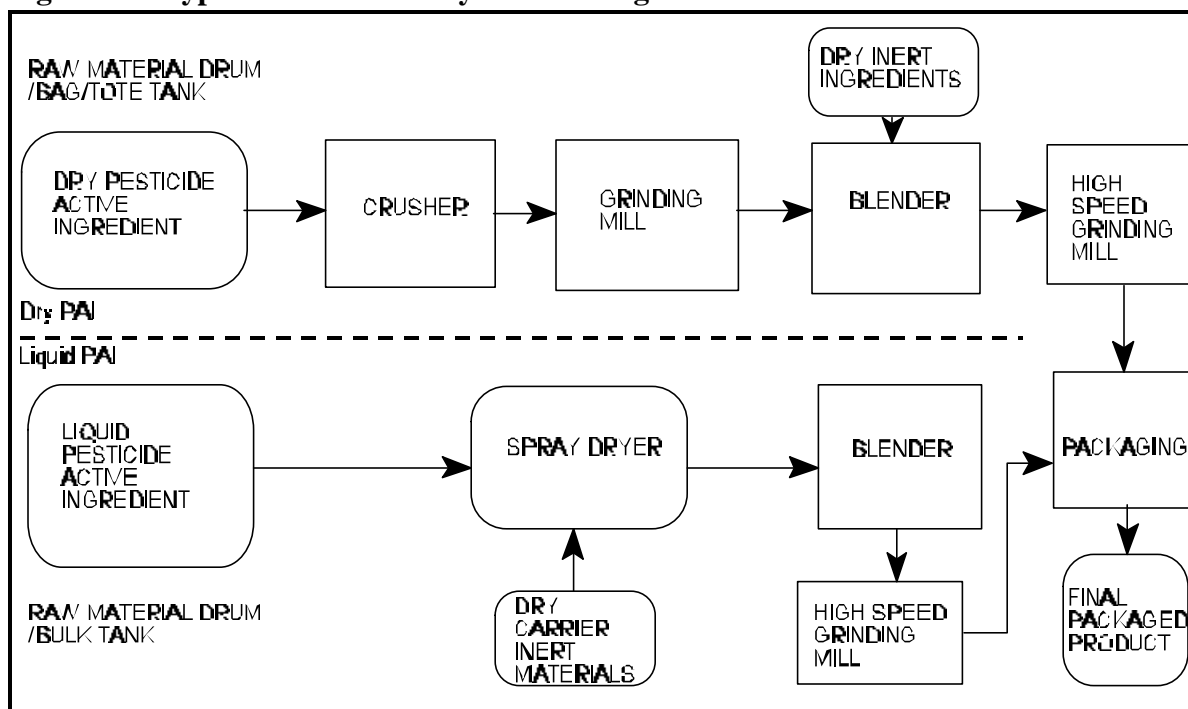 RAW MATERIAL DRUM
/BAG/TOTE TANK
DRY INERT
INGREDIENTS
DRY PESTICIDE
ACTIVE
INGREDIENT
CRUSHER
GRINDING
MILL
BLENDER
HIGH
SPEED
GRINDING
MILL
Dry PAI
Liquid PAI
LIQUID
PESTICIDE
ACTIVE
INGREDIENT
SPRAY DRYER
BLENDER
PACKAGING
RAW MATERIAL DRUM
/BULK TANK
DRY
CARRIER
INERT
MATERIALS
HIGH SPEED
GRINDING
MILL
FINAL
PACKAGED
PRODUCT